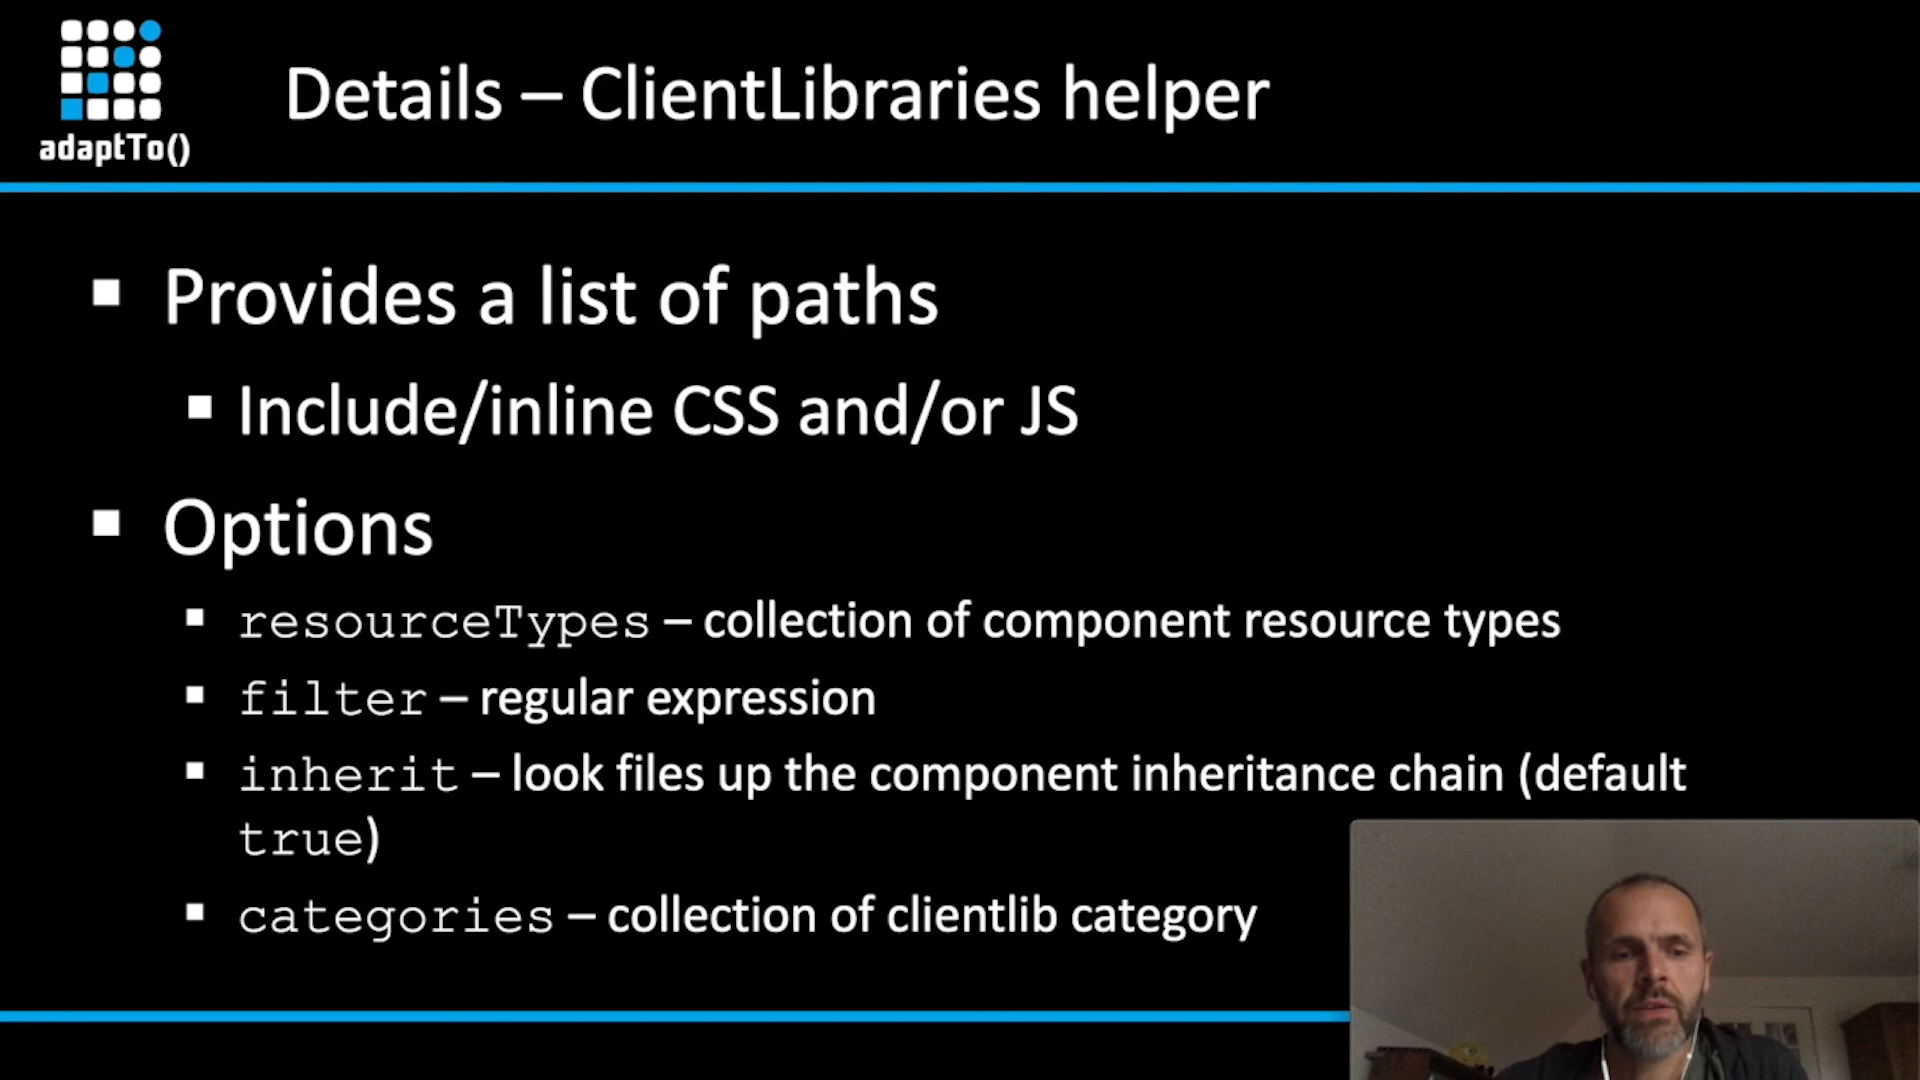 adaptTo()
Details – ClientLibraries helper
Provides a list of paths
Include/inline CSS and/or JS
Options
resourceTypes – collection of component resource types
filter – regular expression
inherit – look files up the component inheritance chain (default
true)
categories – collection of clientlib category